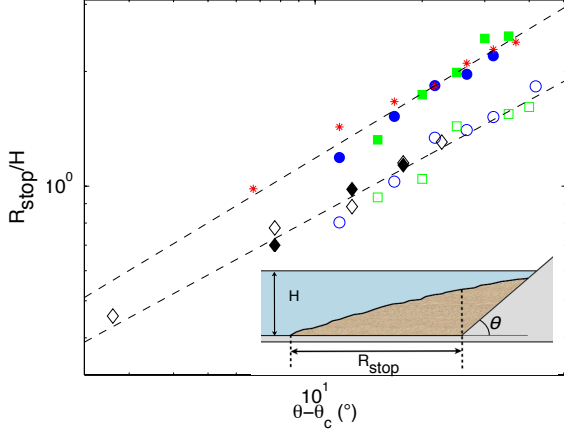 R_stop/H
10^0
H
θ
R_stop
10^1
θ−θ_c (°)